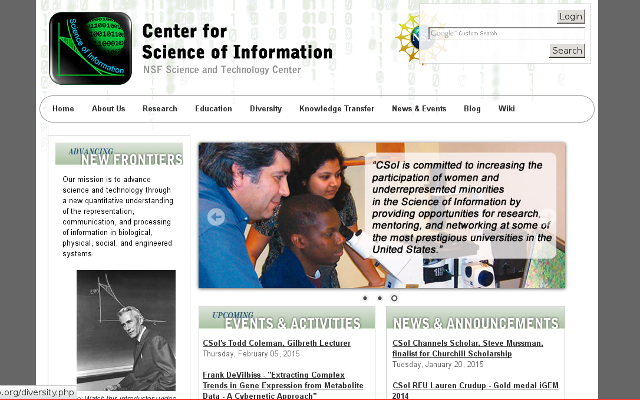 Science of Information
Center for
Science of Information
NSF Science and Technology Center
Login
Google™ Custom Search
Search
Home About Us Research Education Diversity Knowledge Transfer News & Events Blog Wiki
ADVANCING
NEW FRONTIERS
Our mission is to advance
science and technology through
a new quantitative understanding
of the representation,
communication, and processing
of information in biological,
physical, social, and engineered
systems.
"CSoI is committed to increasing the
participation of women and
underrepresented minorities
in the Science of Information by
providing opportunities for research,
mentoring, and networking at some of
the most prestigious universities in the
United States."
UPCOMING
EVENTS & ACTIVITIES
CSoI's Todd Coleman, Gilbreth Lecturer
Thursday, February 05, 2015
Frank DeVilbiss - "Extracting Complex
Trends in Gene Expression from Metabolite
Data - A Cybernetic Approach"
NEWS & ANNOUNCEMENTS
CSoI Channels Scholar, Steve Mussman,
finalist for Churchill Scholarship
Tuesday, January 20, 2015
CSoI REU Lauren Crudup - Gold medal iGEM
2014
.org/diversity.php
Watch this introductory video